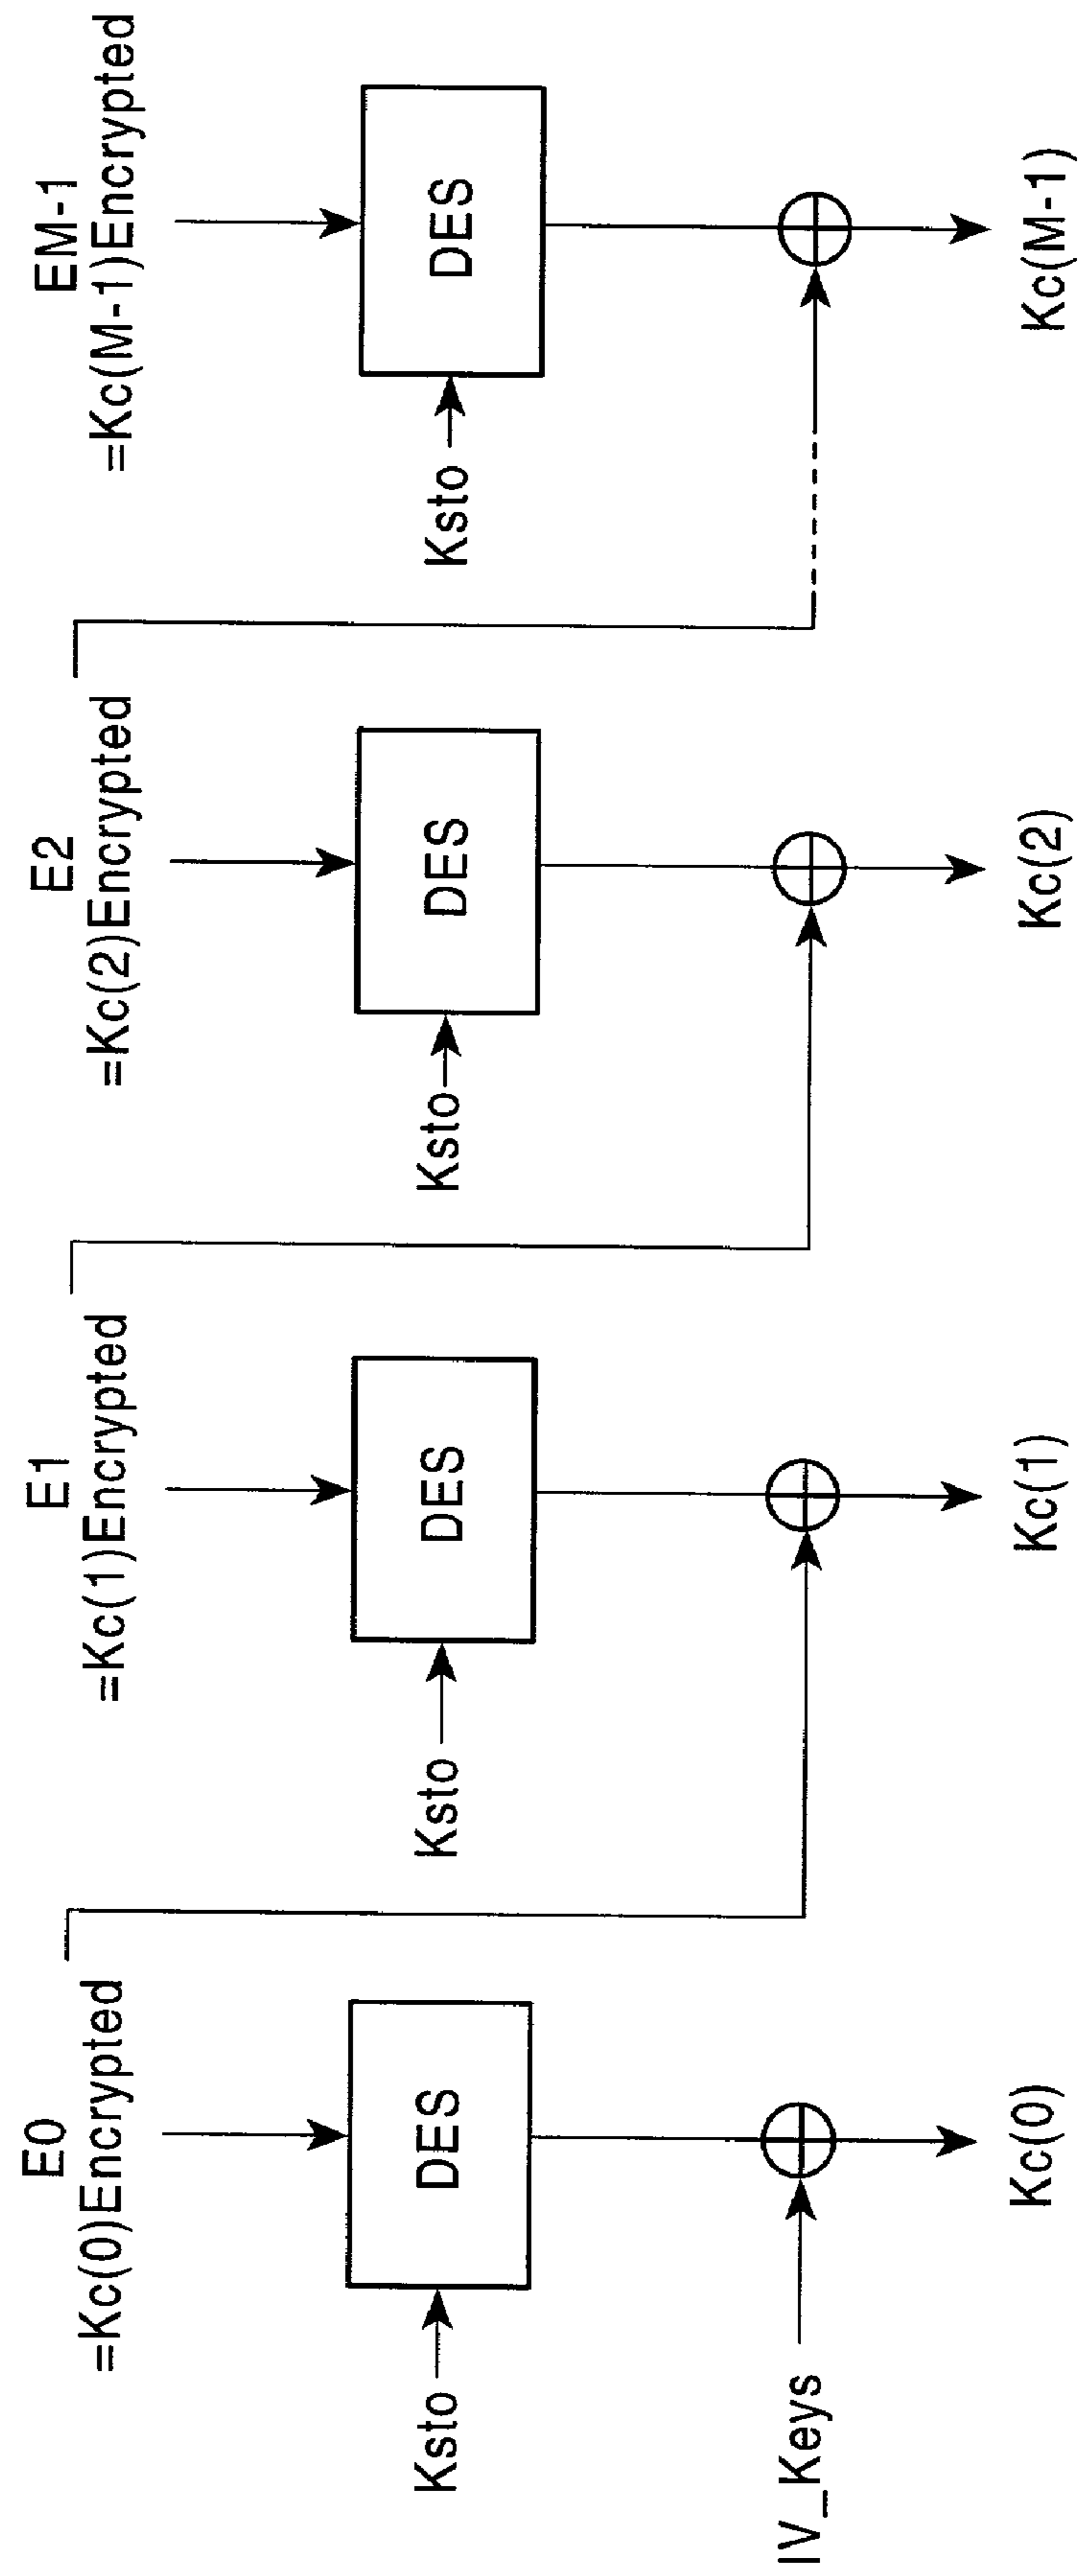 E0
=Kc(0)Encrypted
Ksto
DES
IV_Keys
Kc(0)
E1
=Kc(1)Encrypted
Ksto
DES
Kc(1)
E2
=Kc(2)Encrypted
Ksto
DES
Kc(2)
EM-1
=Kc(M-1)Encrypted
Ksto
DES
Kc(M-1)